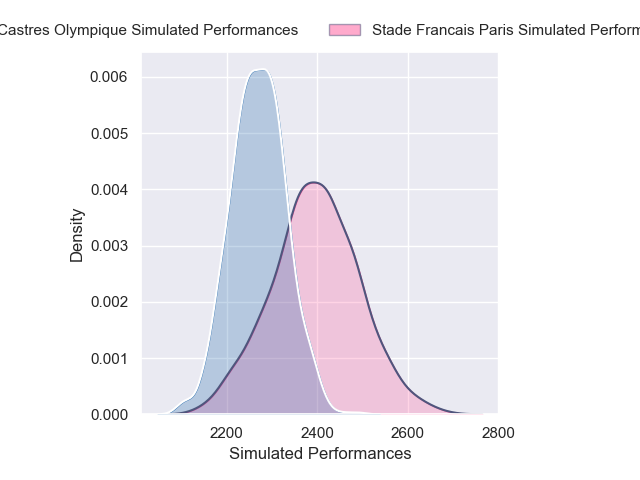 Castres Olympique Simulated Performances
Stade Francais Paris Simulated Perform
0.006
0.005
0.004
0.003
0.002
0.001
0.000
Density
2200 2400 2600 2800
Simulated Performances